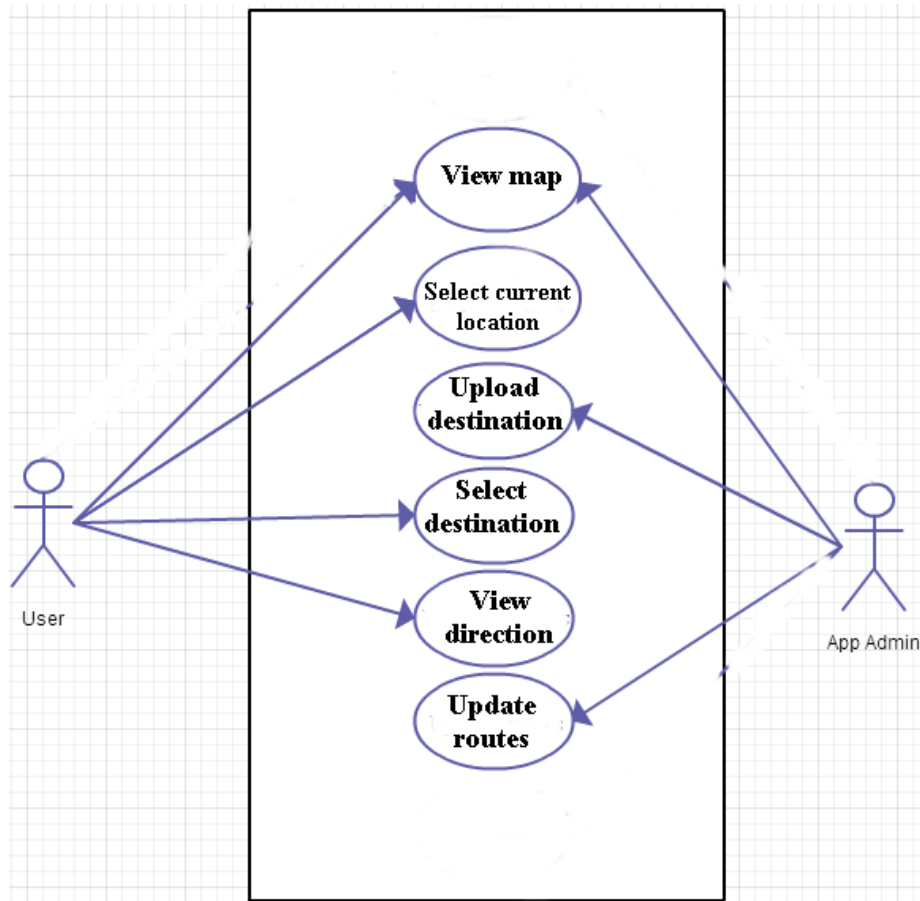 View map
Select current
location
Upload
destination
Select
destination
View
direction
Update
routes
User
App Admin